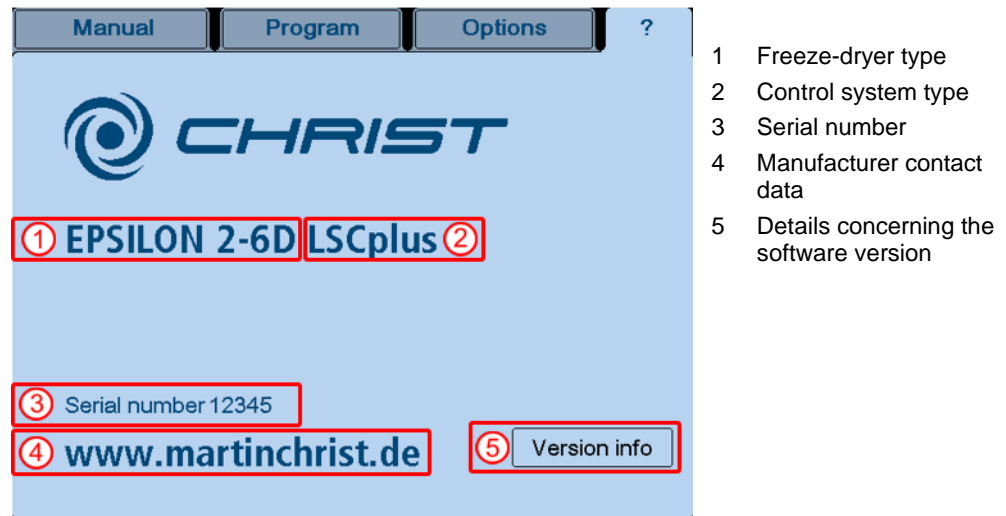 Manual Program Options ?
CHRIST
1 EPSILON 2-6D LSCplus 2
3 Serial number 12345
4 www.martinchrist.de 5 Version info
1 Freeze-dryer type
2 Control system type
3 Serial number
4 Manufacturer contact
data
5 Details concerning the
software version